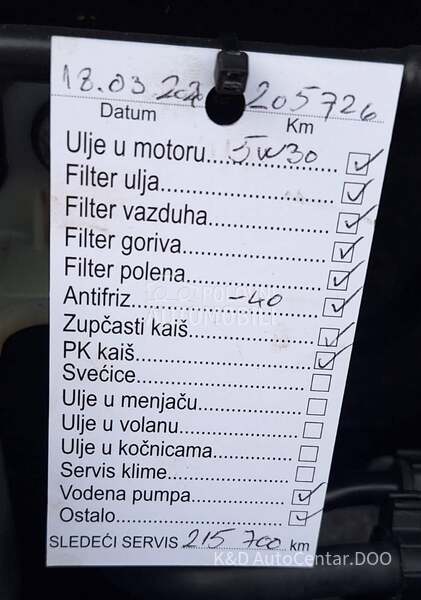 18.03.2020 205726
Datum Km
Ulje u motoru....5W30
Filter ulja
Filter vazduha
Filter goriva
Filter polena
Antifriz -40
Zupčasti kaiš
PK kaiš
Svećice
Ulje u menjaču
Ulje u volanu
Ulje u kočnicama
Servis klime
Vodena pumpa
Ostalo
SLEDEĆI SERVIS 215 700 km
K&D AutoCentar.DOO